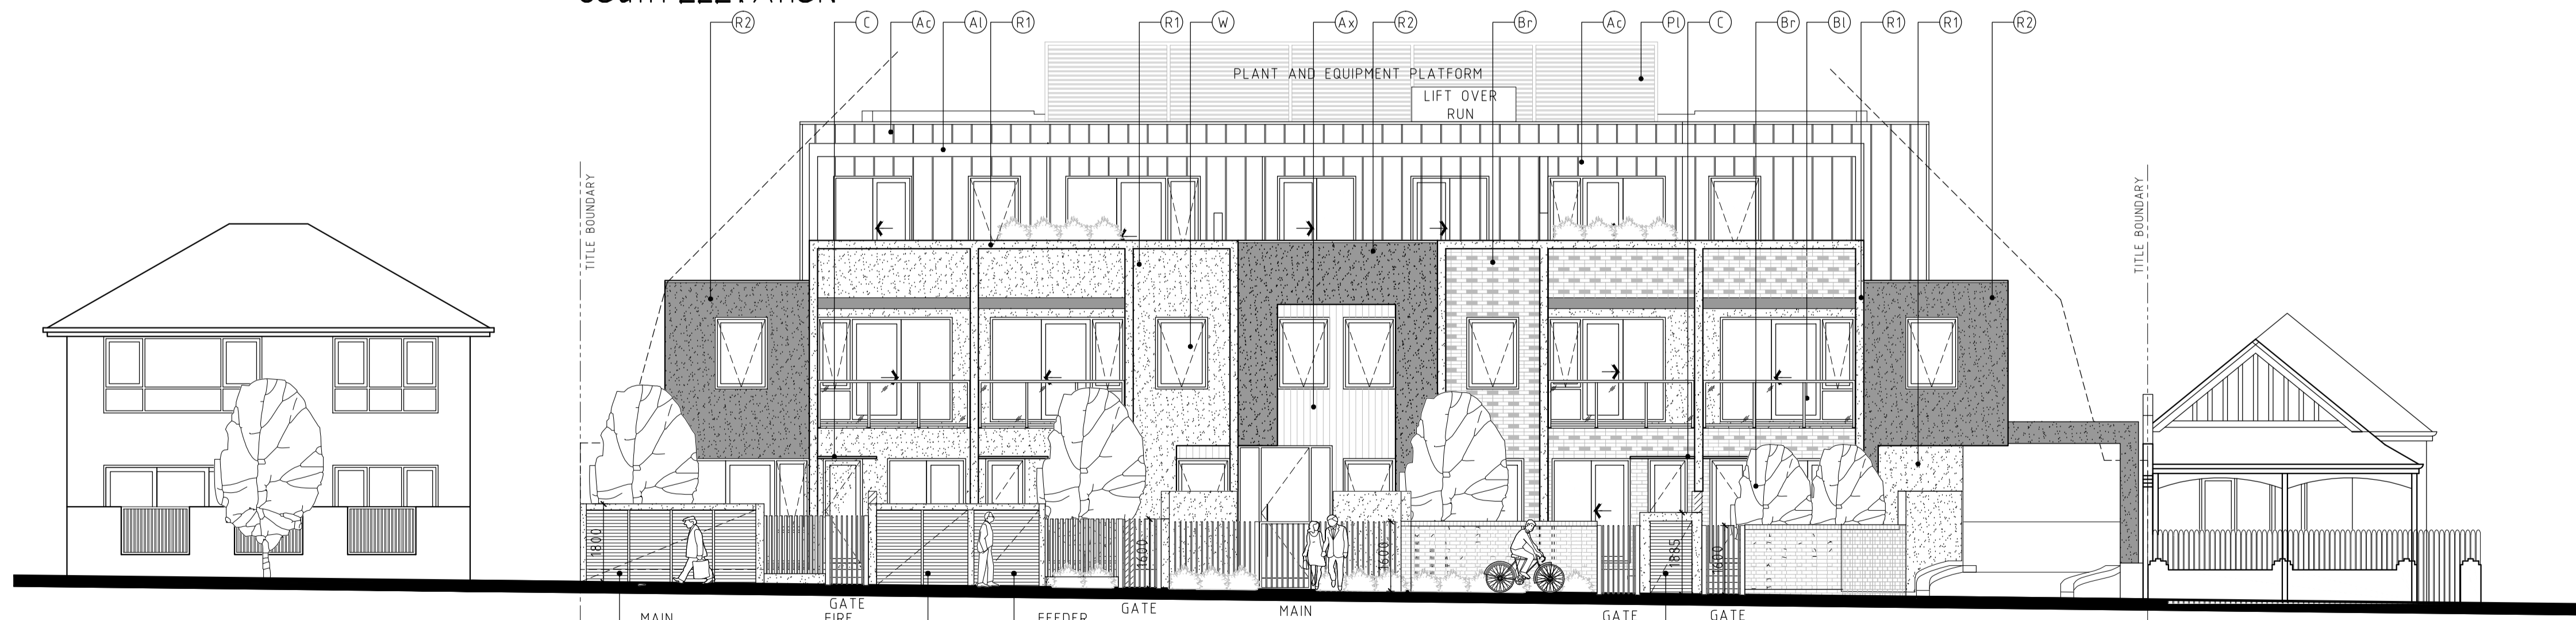 SOUTH ELEVATION
R2 C Ac Al R1 R1 W Ax R2 Br Ac Pl C Br Bl R1 R1 R2
PLANT AND EQUIPMENT PLATFORM
LIFT OVER
RUN
TITLE BOUNDARY
TITLE BOUNDARY
1800
1600
1600
1885
1600
GATE
GATE
MAIN
GATE
GATE
MAIN
FIRE
FEEDER